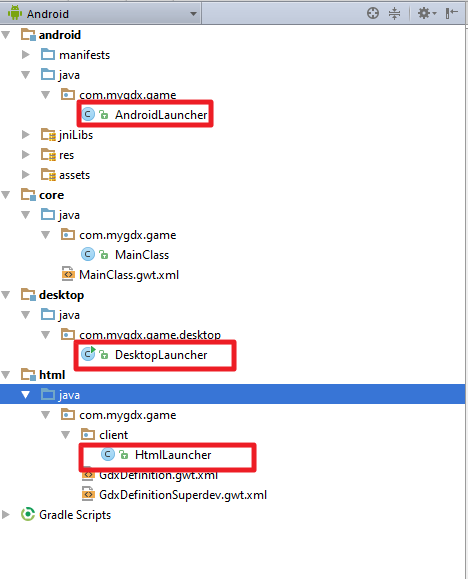 Android
android
manifests
java
com.mygdx.game
AndroidLauncher
jniLibs
res
assets
core
java
com.mygdx.game
MainClass
MainClass.gwt.xml
desktop
java
com.mygdx.game.desktop
DesktopLauncher
html
java
com.mygdx.game
client
HtmlLauncher
GdxDefinition.gwt.xml
GdxDefinitionSuperdev.gwt.xml
Gradle Scripts